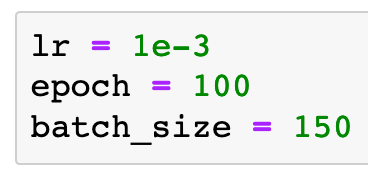 lr = 1e-3
epoch = 100
batch_size = 150